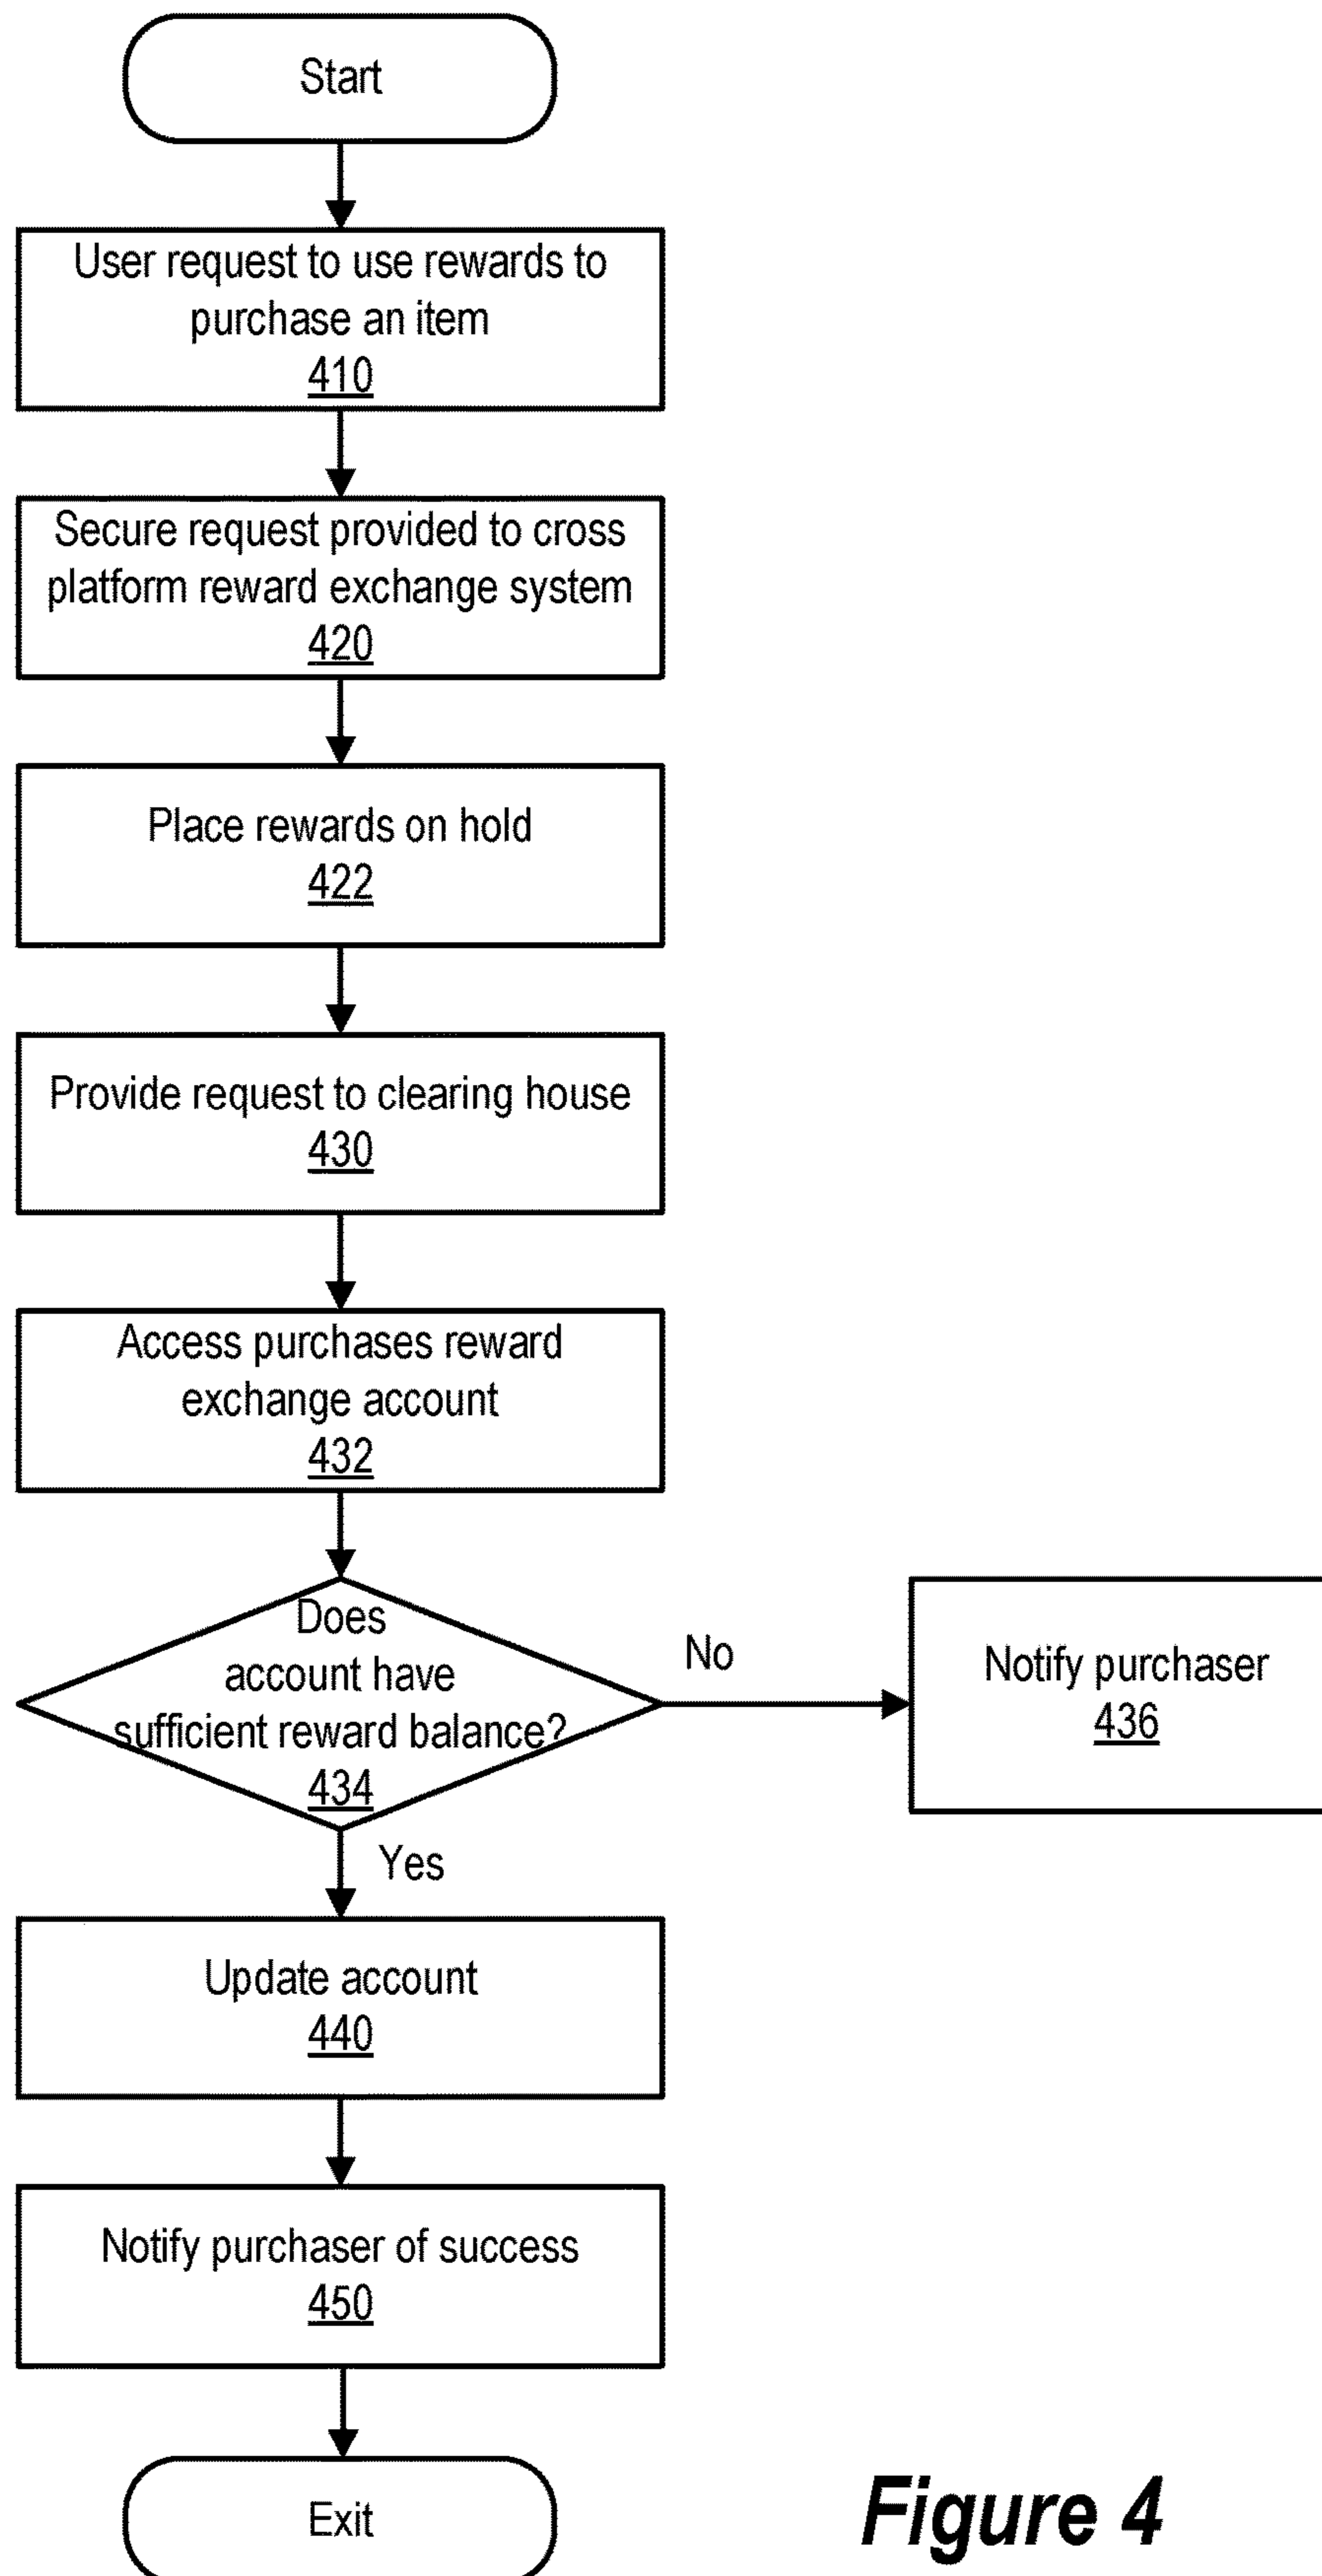 Start
User request to use rewards to
purchase an item
410
Secure request provided to cross
platform reward exchange system
420
Place rewards on hold
422
Provide request to clearing house
430
Access purchases reward
exchange account
432
Does
account have
sufficient reward balance?
434
No
Notify purchaser
436
Yes
Update account
440
Notify purchaser of success
450
Exit
Figure 4